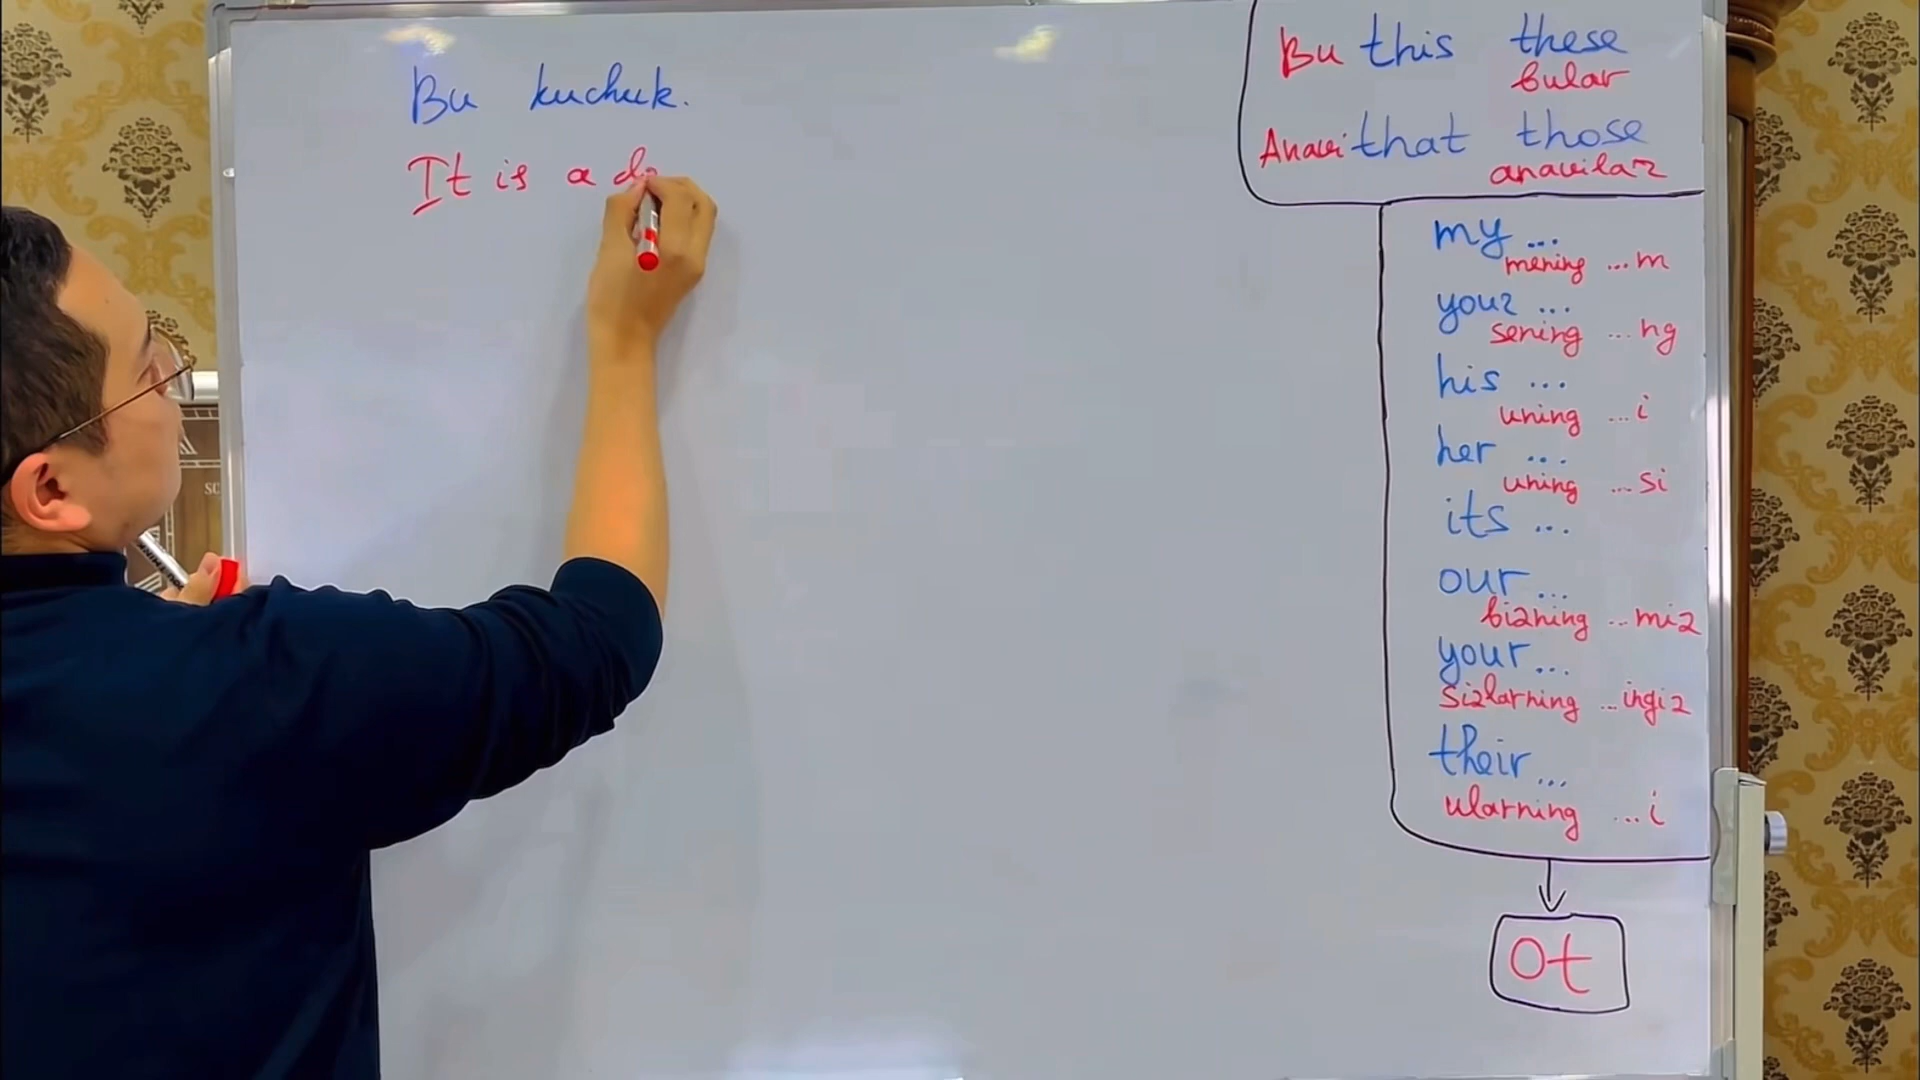 Bu kuchuk.
It is a do
Bu this these
bular
Anavi that those
anavilar
my ...
mening ...m
your ...
sening ...ng
his ...
uning ...i
her ...
uning ...si
its ...
our ...
bizning ...miz
your...
sizlarning ...ingiz
their...
ularning ...i
ot